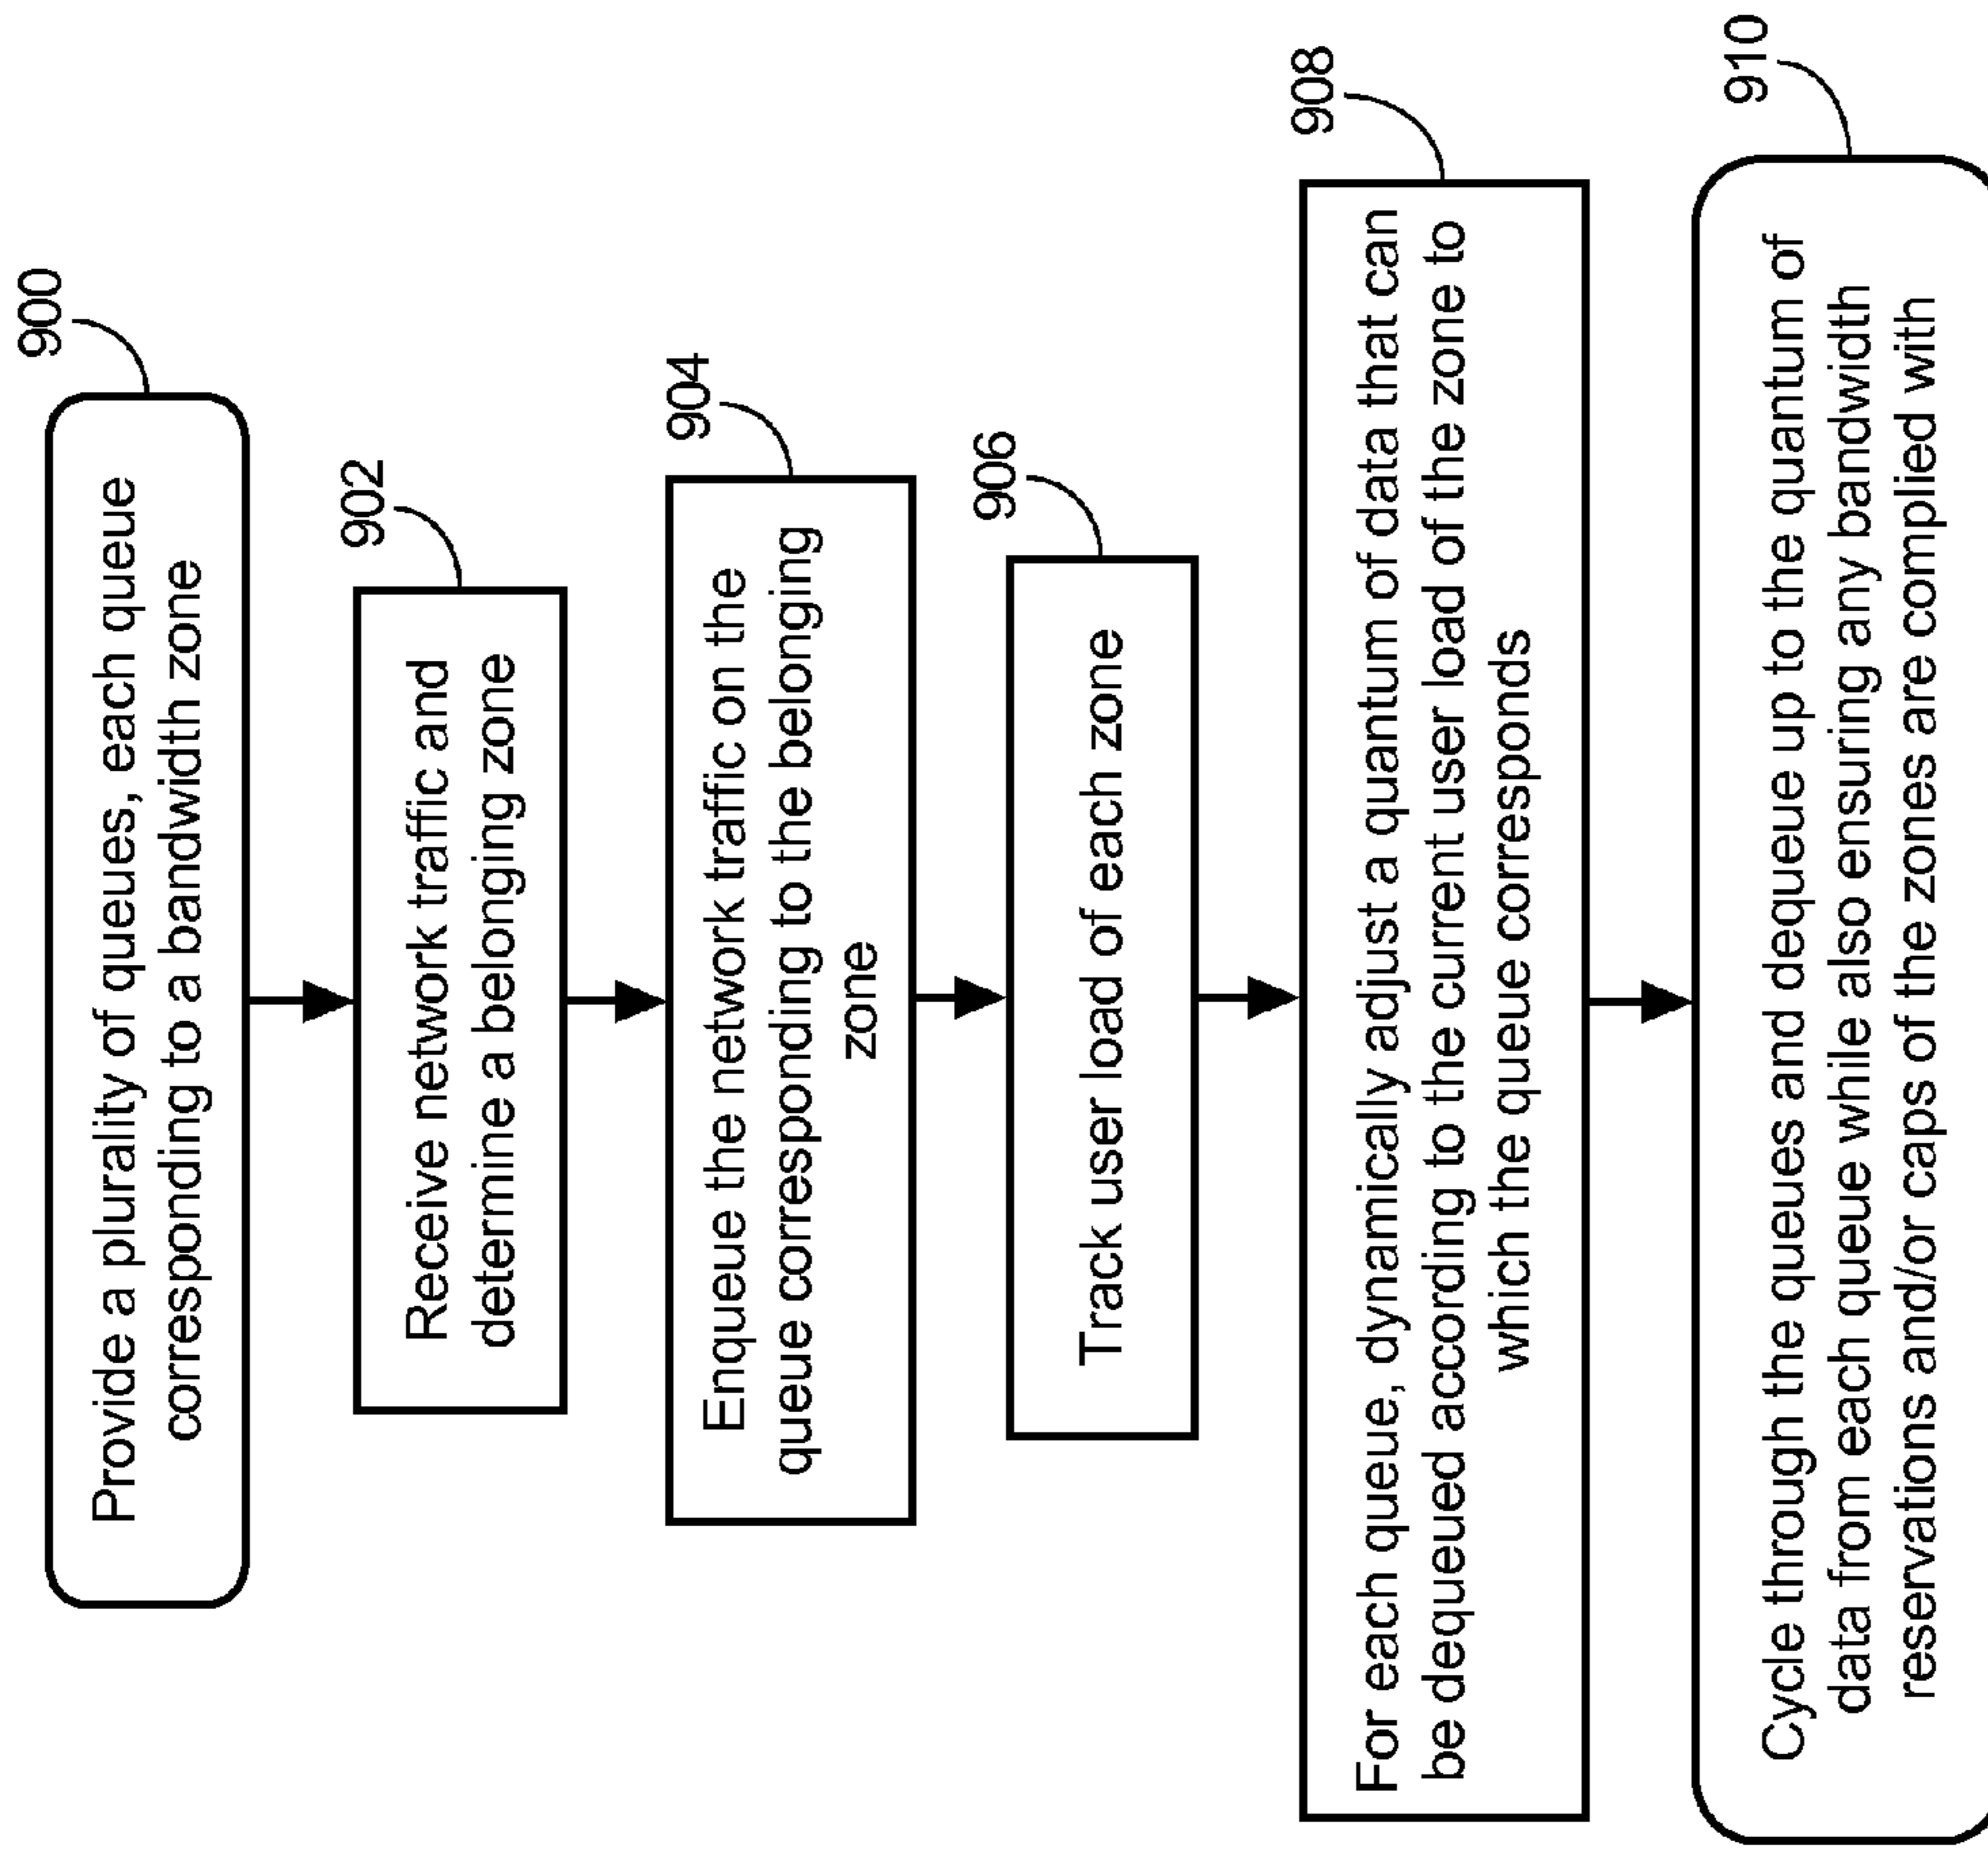 900
Provide a plurality of queues, each queue
corresponding to a bandwidth zone
902
Receive network traffic and
determine a belonging zone
904
Enqueue the network traffic on the
queue corresponding to the belonging
zone
906
Track user load of each zone
908
For each queue, dynamically adjust a quantum of data that can
be dequeued according to the current user load of the zone to
which the queue corresponds
910
Cycle through the queues and dequeue up to the quantum of
data from each queue while also ensuring any bandwidth
reservations and/or caps of the zones are complied with